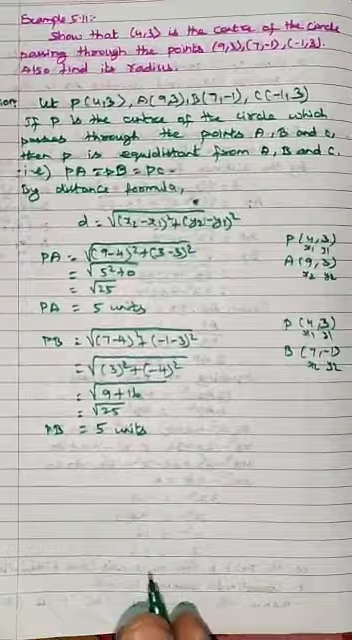 Example 5.11:-
Show that (4,3) is the centre of the circle
passing through the points (9,3),(7,-1),(-1,3).
Also find its radius.
Let P(4,3), A(9,3), B(7,-1), C(-1,3)
If P is the centre of the circle which
passes through the points A, B and C,
then P is equidistant from A, B and C.
i.e) PA = PB = PC.
By distance formula,
d = √(x₂-x₁)²+(y₂-y₁)²
PA = √(9-4)²+(3-3)²
P(4,3)
x₁ y₁
= √5²+0
A(9,3)
x₂ y₂
= √25
PA = 5 units
PB = √(7-4)²+(-1-3)²
P(4,3)
x₁ y₁
= √(3)²+(-4)²
B(7,-1)
x₂ y₂
= √9+16
= √25
PB = 5 units